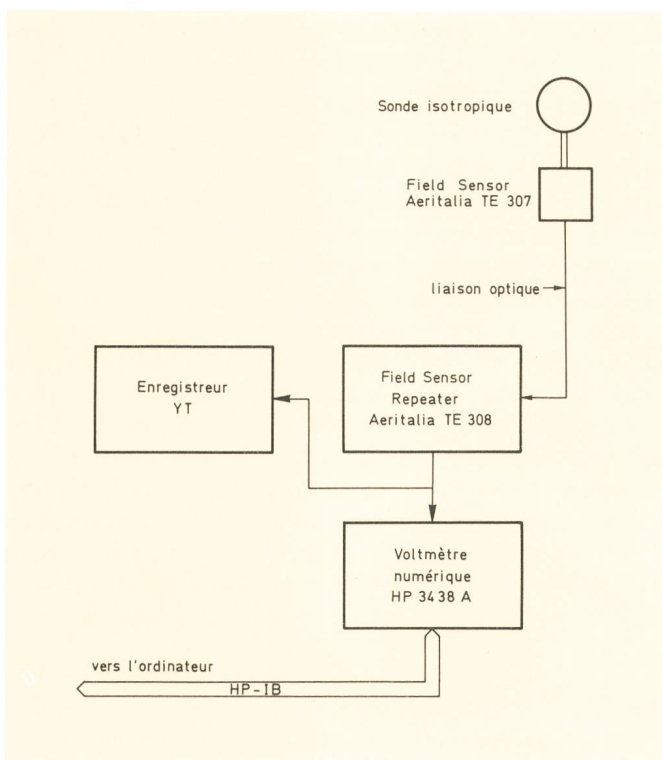 Sonde isotropique
Field Sensor
Aeritalia TE 307
liaison optique
Enregistreur
YT
Field Sensor
Repeater
Aeritalia TE 308
Voltmètre
numérique
HP 3438 A
vers l'ordinateur
HP-IB